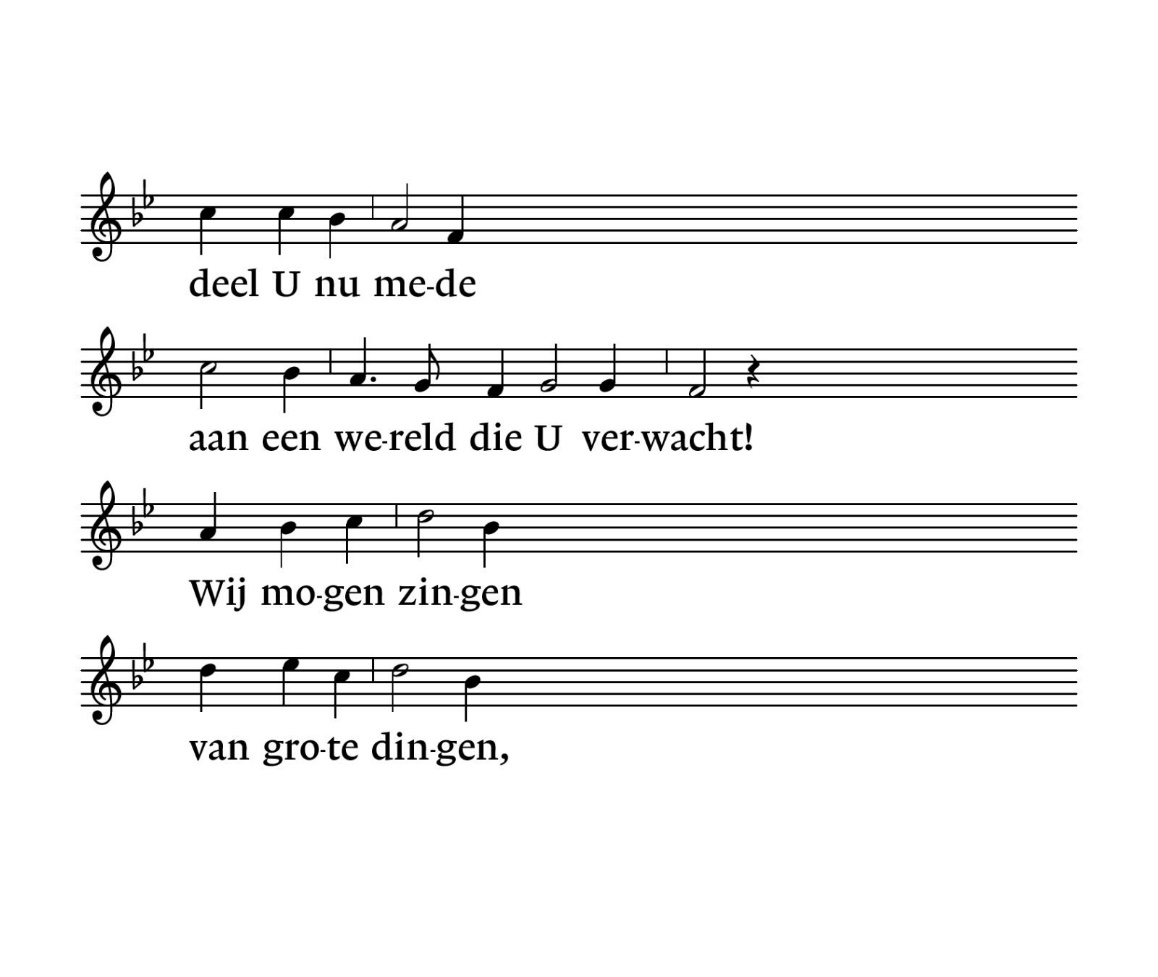 deel U nu me-de
aan een we-reld die U ver-wacht!
Wij mo-gen zin-gen
van gro-te din-gen,